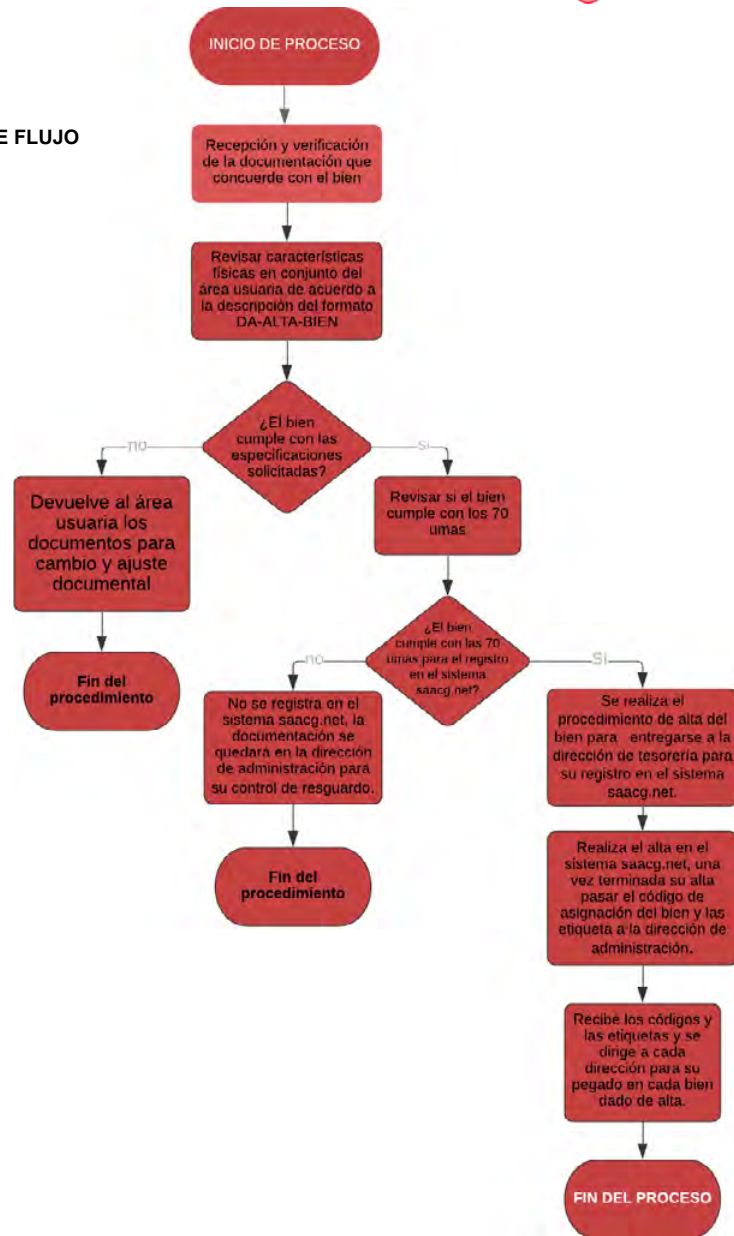 INICIO DE PROCESO
E FLUJO
Recepción y verificación
de la documentación que
concuerde con el bien
Revisar características
físicas en conjunto del
área usuaria de acuerdo a
la descripción del formato
DA-ALTA-BIEN
¿El bien
cumple con las
especificaciones
solicitadas?
no
si
Devuelve al área
usuaria los
documentos para
cambio y ajuste
documental
Revisar si el bien
cumple con los 70
umas
Fin del
procedimiento
¿El bien
cumple con las 70
umas para el registro
en el sistema
saacg.net?
no
Si
No se registra en el
sistema saacg.net, la
documentación se
quedara en la dirección
de administración para
su control de resguardo.
Se realiza el
procedimiento de alta del
bien para entregarse a la
dirección de tesorería para
su registro en el sistema
saacg.net.
Fin del
procedimiento
Realiza el alta en el
sistema saacg.net, una
vez terminada su alta
pasar el código de
asignación del bien y las
etiqueta a la dirección de
administración.
Recibe los códigos y
las etiquetas y se
dirige a cada
dirección para su
pegado en cada bien
dado de alta.
FIN DEL PROCESO